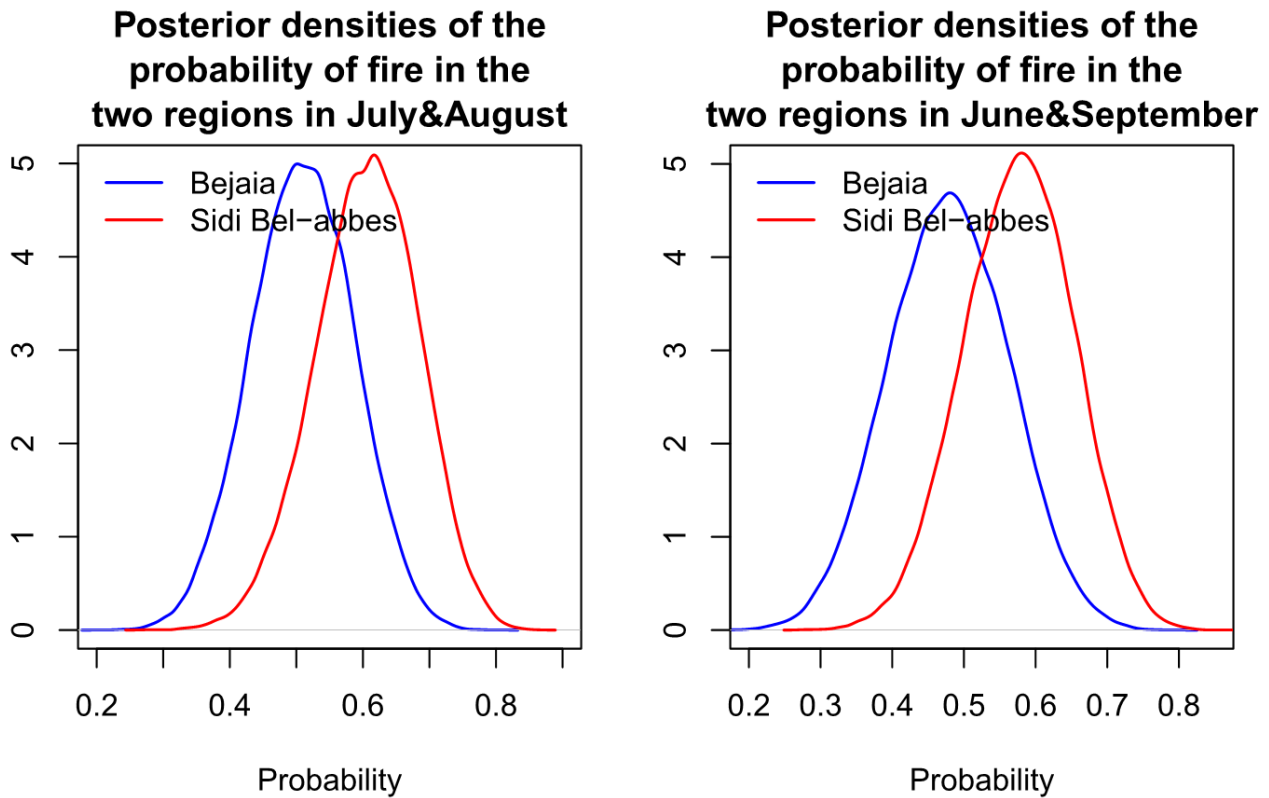 Posterior densities of the
probability of fire in the
two regions in July&August
Bejaia
Sidi Bel−abbes
0
1
2
3
4
5
0.2
0.4
0.6
0.8
Probability
Posterior densities of the
probability of fire in the
two regions in June&September
Bejaia
Sidi Bel−abbes
0
1
2
3
4
5
0.2
0.3
0.4
0.5
0.6
0.7
0.8
Probability